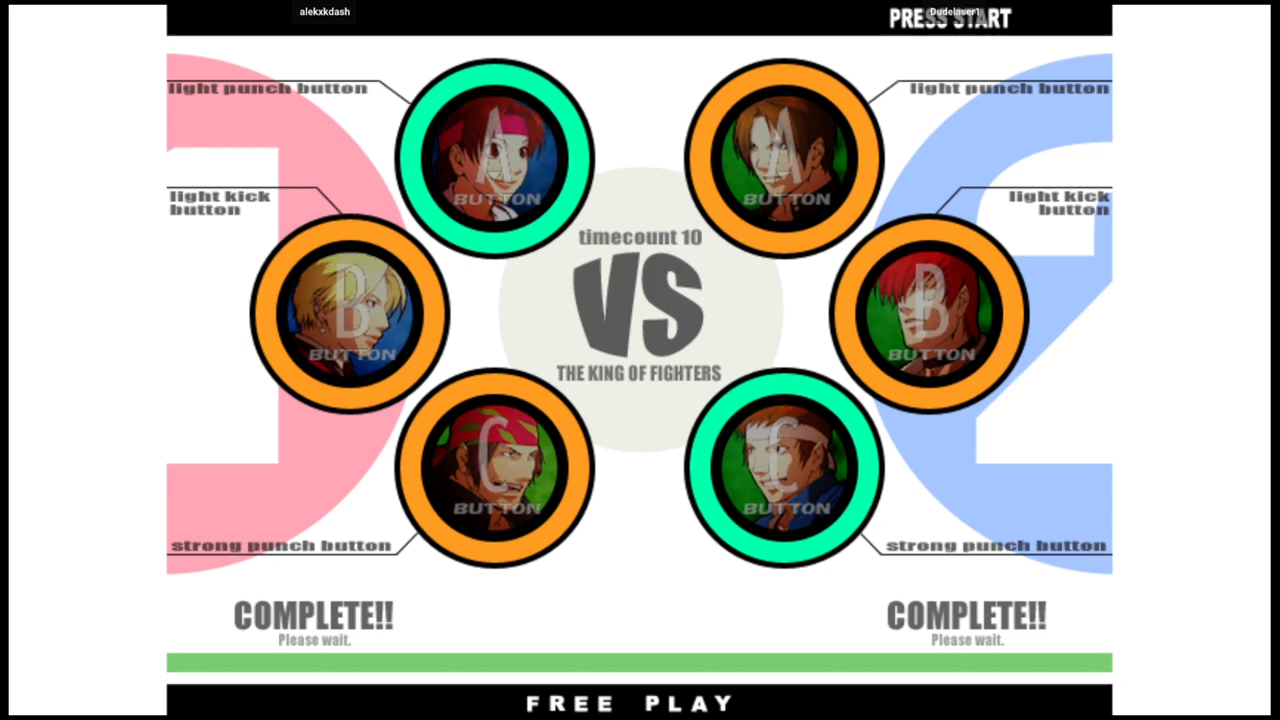 alekxkdash
Dudelaser1
PRESS START
light punch button
light punch button
A
BUTTON
A
BUTTON
light kick
button
light kick
button
timecount 10
VS
THE KING OF FIGHTERS
B
BUTTON
B
BUTTON
C
BUTTON
C
BUTTON
strong punch button
strong punch button
COMPLETE!!
Please wait.
COMPLETE!!
Please wait.
FREE PLAY
1
2